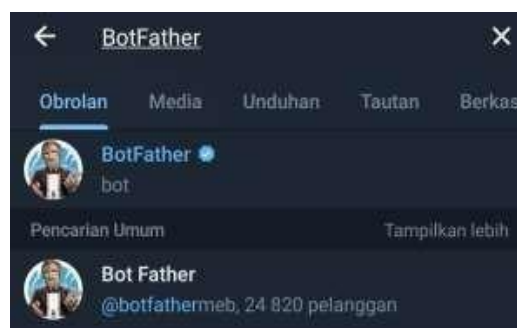 BotFather
Obrolan Media Unduhan Tautan Berkas
BotFather
bot
Pencarian Umum Tampilkan lebih
Bot Father
@botfathermeb, 24 820 pelanggan